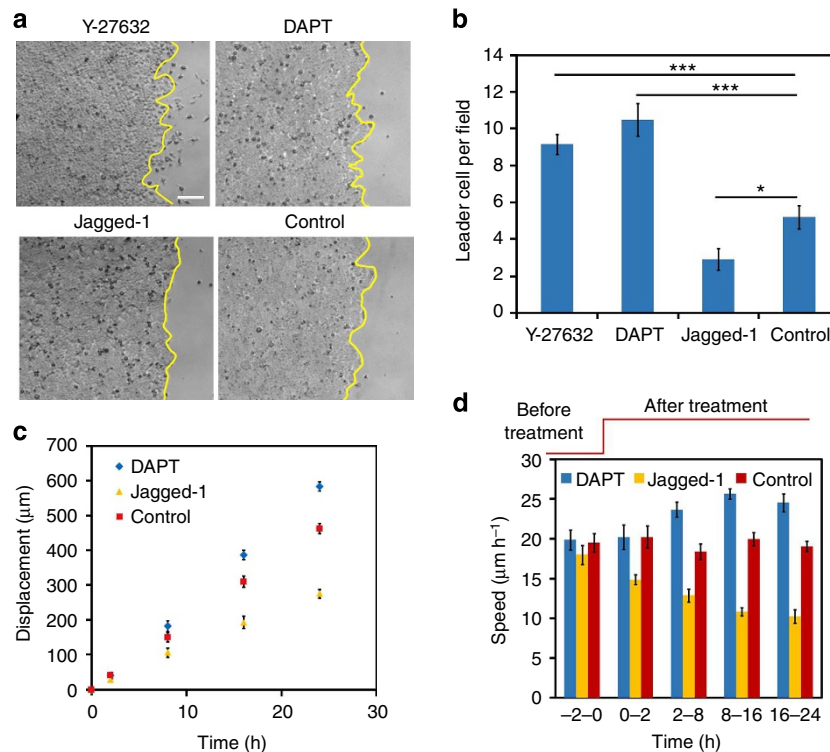 a
Y-27632 DAPT
Jagged-1 Control
b
14
12
10
8
6
4
2
0
Leader cell per field
***
***
*
Y-27632 DAPT Jagged-1 Control
c
700
600
500
400
300
200
100
0
Displacement (μm)
DAPT
Jagged-1
Control
0 10 20 30
Time (h)
d
Before
treatment
After treatment
30
25
20
15
10
5
0
Speed (μm h⁻¹)
DAPT Jagged-1 Control
–2–0 0–2 2–8 8–16 16–24
Time (h)